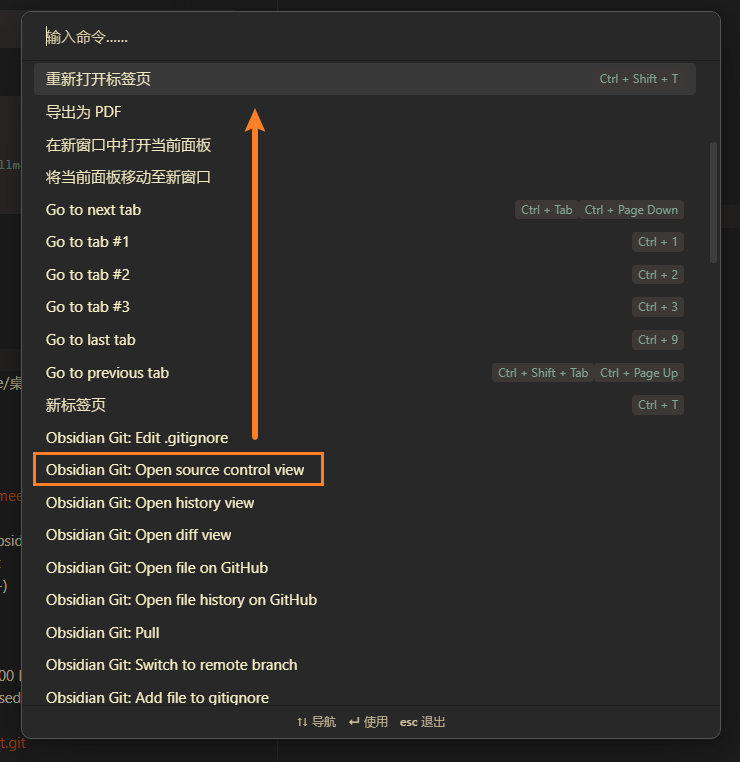 输入命令......
重新打开标签页 Ctrl + Shift + T
导出为 PDF
在新窗口中打开当前面板
将当前面板移动至新窗口
Go to next tab Ctrl + Tab Ctrl + Page Down
Go to tab #1 Ctrl + 1
Go to tab #2 Ctrl + 2
Go to tab #3 Ctrl + 3
Go to last tab Ctrl + 9
Go to previous tab Ctrl + Shift + Tab Ctrl + Page Up
新标签页 Ctrl + T
Obsidian Git: Edit .gitignore
Obsidian Git: Open source control view
Obsidian Git: Open history view
Obsidian Git: Open diff view
Obsidian Git: Open file on GitHub
Obsidian Git: Open file history on GitHub
Obsidian Git: Pull
Obsidian Git: Switch to remote branch
Obsidian Git: Add file to gitignore
↑↓ 导航 ↵ 使用 esc 退出
t.git